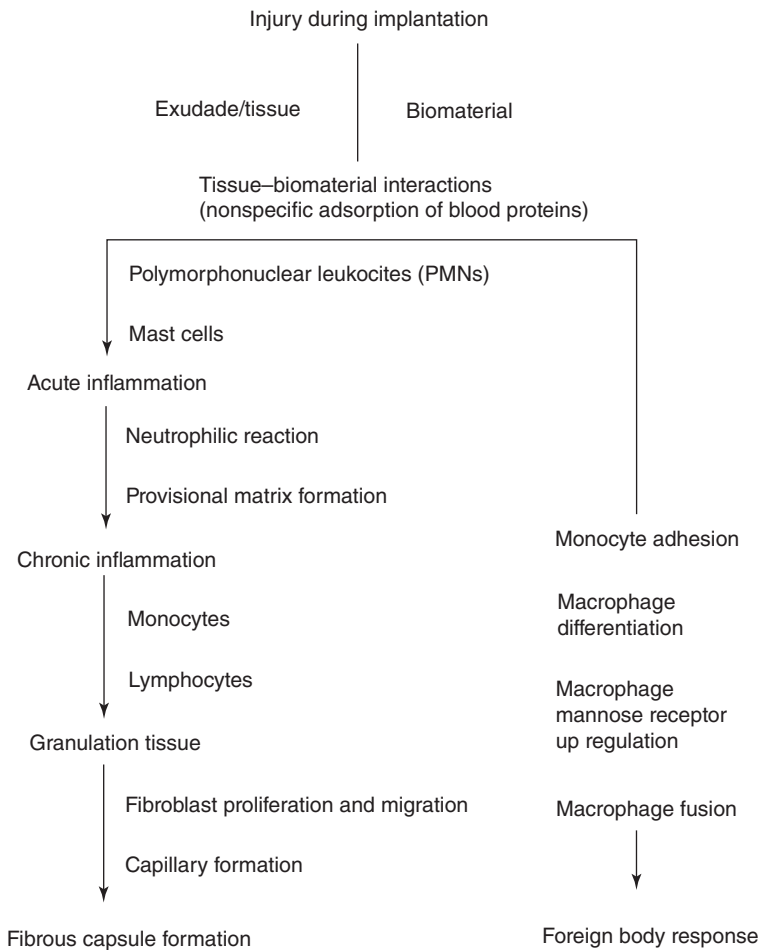 Injury during implantation
Exudade/tissue
Biomaterial
Tissue–biomaterial interactions
(nonspecific adsorption of blood proteins)
Polymorphonuclear leukocites (PMNs)
Mast cells
Acute inflammation
Neutrophilic reaction
Provisional matrix formation
Chronic inflammation
Monocytes
Lymphocytes
Granulation tissue
Fibroblast proliferation and migration
Capillary formation
Fibrous capsule formation
Monocyte adhesion
Macrophage
differentiation
Macrophage
mannose receptor
up regulation
Macrophage fusion
Foreign body response